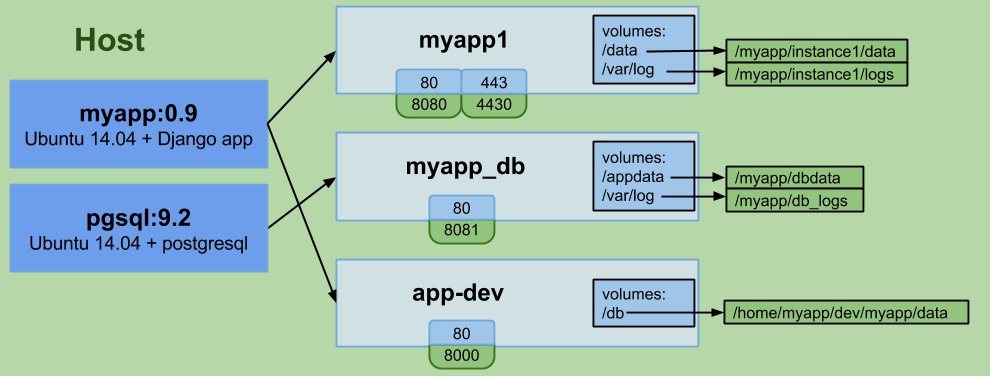 Host
myapp:0.9
Ubuntu 14.04 + Django app
pgsql:9.2
Ubuntu 14.04 + postgresql
myapp1
80
443
8080
4430
volumes:
/data
/var/log
/myapp/instance1/data
/myapp/instance1/logs
myapp_db
80
8081
volumes:
/appdata
/var/log
/myapp/dbdata
/myapp/db_logs
app-dev
80
8000
volumes:
/db
/home/myapp/dev/myapp/data